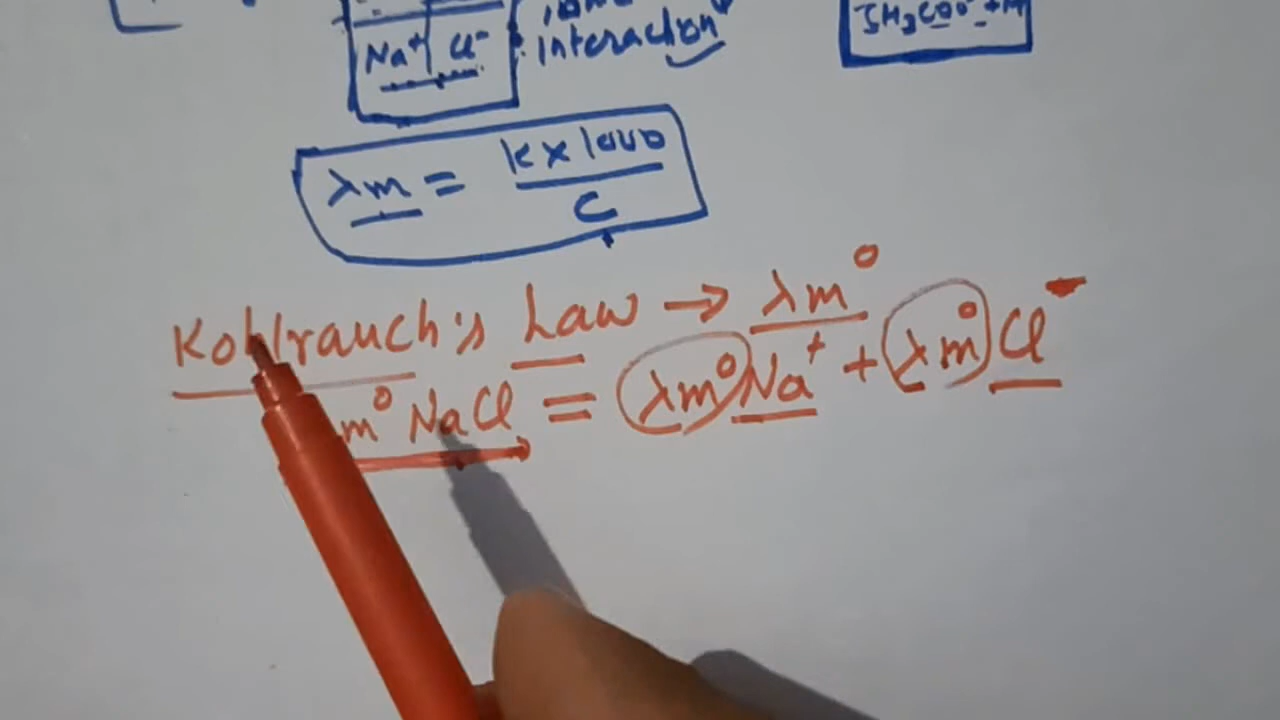 Na⁺ Cl⁻
interaction
λm = K×1000/C
Kohlrauch's Law → λm°
m° NaCl = λm° Na⁺ + λm° Cl⁻